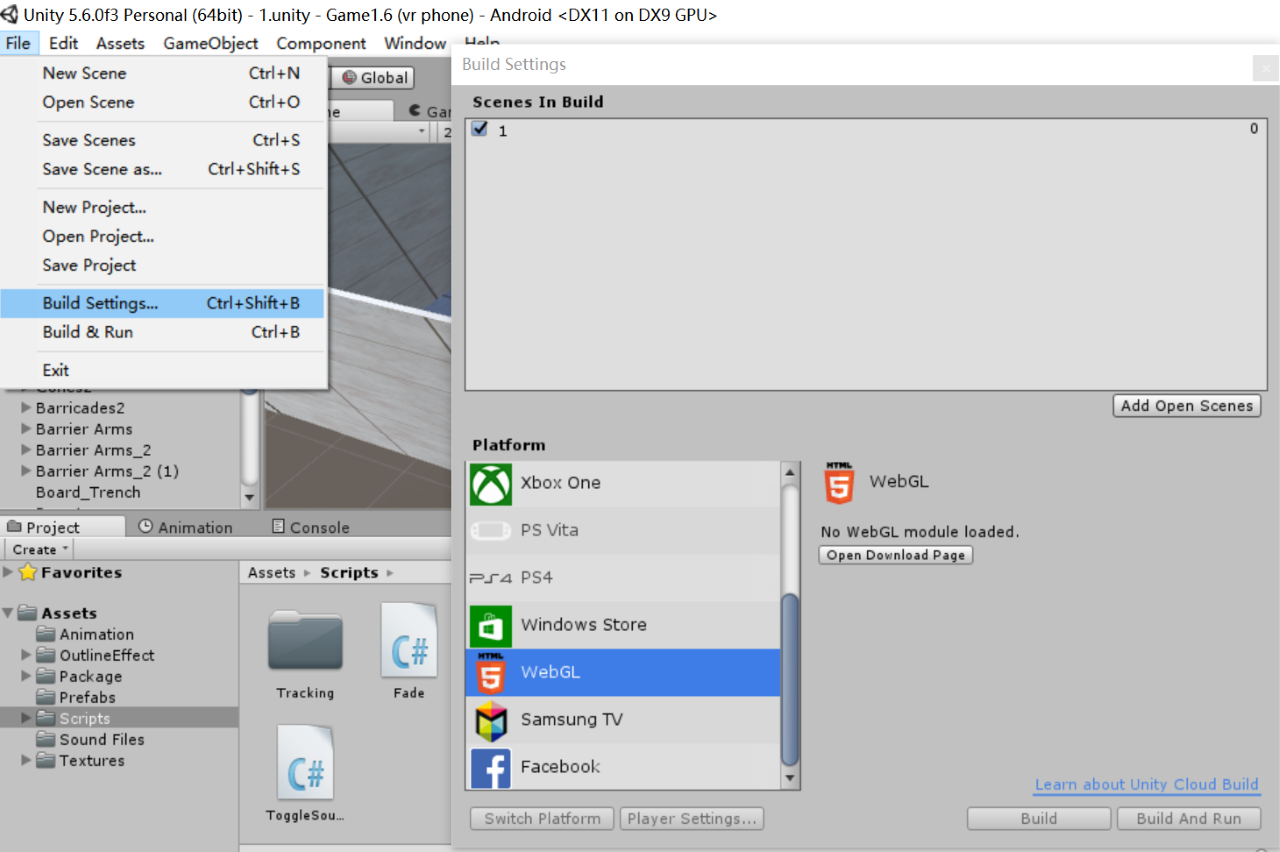 Unity 5.6.0f3 Personal (64bit) - 1.unity - Game1.6 (vr phone) - Android <DX11 on DX9 GPU>
File Edit Assets GameObject Component Window Help
New Scene Ctrl+N
Open Scene Ctrl+O
Save Scenes Ctrl+S
Save Scene as... Ctrl+Shift+S
New Project...
Open Project...
Save Project
Build Settings... Ctrl+Shift+B
Build & Run Ctrl+B
Exit
Global
Barricades2
Barrier Arms
Barrier Arms_2
Barrier Arms_2 (1)
Board_Trench
Project Animation Console
Create
Favorites
Assets
Animation
OutlineEffect
Package
Prefabs
Scripts
Sound Files
Textures
Assets Scripts
Tracking
Fade
C#
C#
ToggleSou...
Build Settings
Scenes In Build
1 0
Add Open Scenes
Platform
Xbox One
PS Vita
PS4 PS4
Windows Store
HTML 5 WebGL
Samsung TV
Facebook
HTML 5 WebGL
No WebGL module loaded.
Open Download Page
Learn about Unity Cloud Build
Switch Platform Player Settings... Build Build And Run